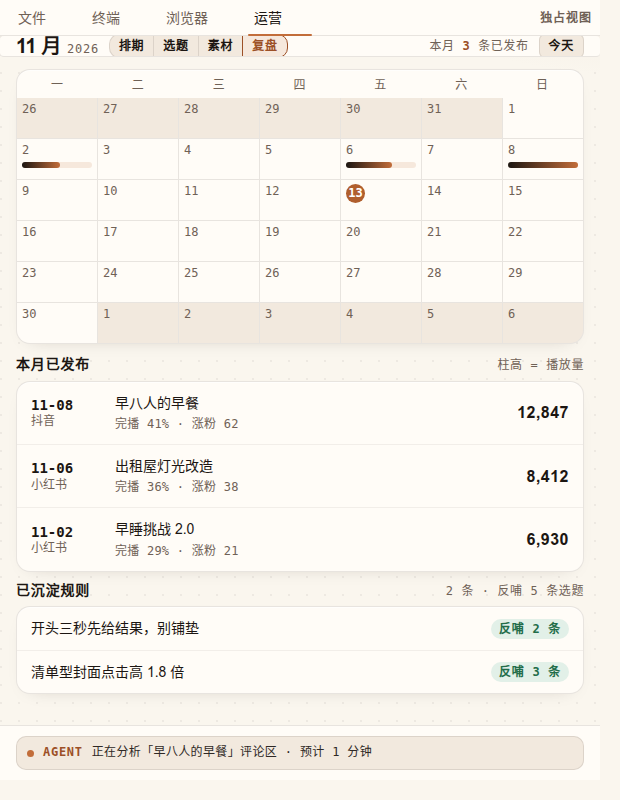 文件 终端 浏览器 运营 独占视图
11 月 2026 排期 选题 素材 复盘 本月 3 条已发布 今天
一 二 三 四 五 六 日
26 27 28 29 30 31 1
2 3 4 5 6 7 8
9 10 11 12 13 14 15
16 17 18 19 20 21 22
23 24 25 26 27 28 29
30 1 2 3 4 5 6
本月已发布 柱高 = 播放量
11-08 早八人的早餐 12,847
抖音 完播 41% · 涨粉 62
11-06 出租屋灯光改造 8,412
小红书 完播 36% · 涨粉 38
11-02 早睡挑战 2.0 6,930
小红书 完播 29% · 涨粉 21
已沉淀规则 2 条 · 反哺 5 条选题
开头三秒先给结果，别铺垫 反哺 2 条
清单型封面点击高 1.8 倍 反哺 3 条
AGENT 正在分析「早八人的早餐」评论区 · 预计 1 分钟